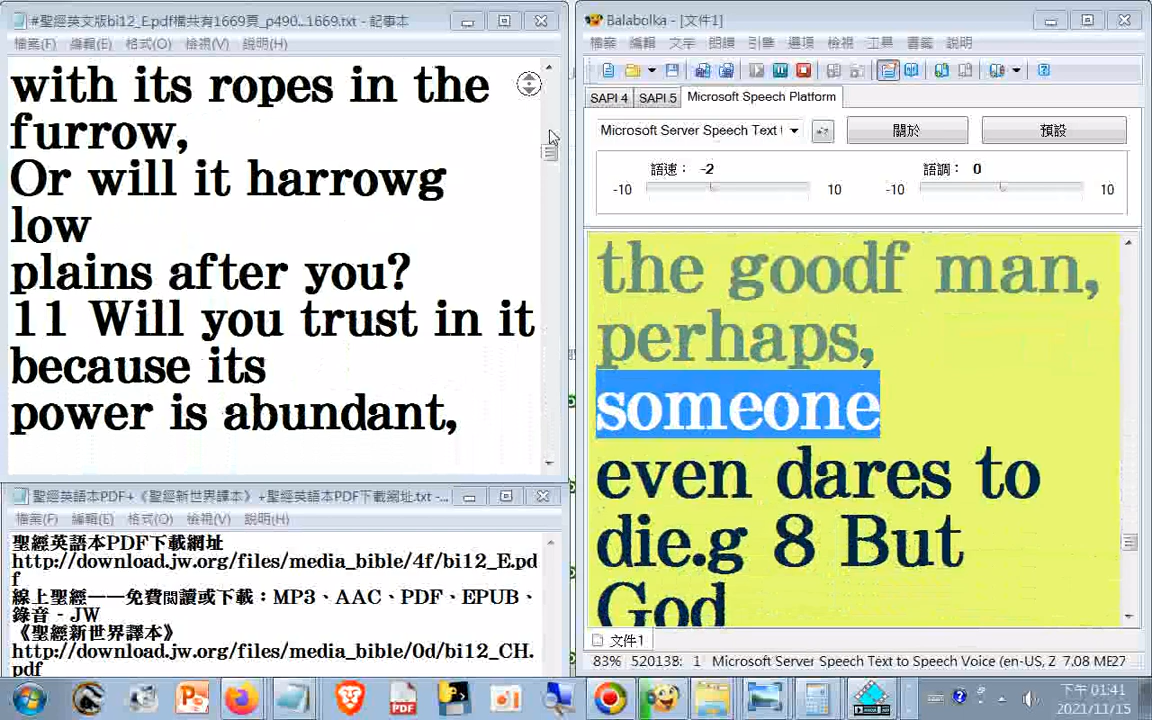 #聖經英文版bi12_E.pdf檔共有1669頁_p490...1669.txt - 記事本
檔案(F) 編輯(E) 格式(O) 檢視(V) 說明(H)
with its ropes in the
furrow,
Or will it harrowg
low
plains after you?
11 Will you trust in it
because its
power is abundant,
聖經英語本PDF+《聖經新世界譯本》+聖經英語本PDF下載網址.txt -...
檔案(F) 編輯(E) 格式(O) 檢視(V) 說明(H)
聖經英語本PDF下載網址
http://download.jw.org/files/media_bible/4f/bi12_E.pd
f
線上聖經——免費閱讀或下載：MP3、AAC、PDF、EPUB、
錄音 - JW
《聖經新世界譯本》
http://download.jw.org/files/media_bible/0d/bi12_CH.
pdf
Balabolka - [文件1]
檔案 編輯 文字 朗讀 引擎 選項 檢視 工具 書籤 說明
SAPI 4 SAPI 5 Microsoft Speech Platform
Microsoft Server Speech Text 關於 預設
語速： -2 語調： 0
-10 10 -10 10
the goodf man,
perhaps,
someone
even dares to
die.g 8 But
God
文件1
83% 520138: 1 Microsoft Server Speech Text to Speech Voice (en-US, Z 7.08 ME27
下午 01:41
2021/11/15